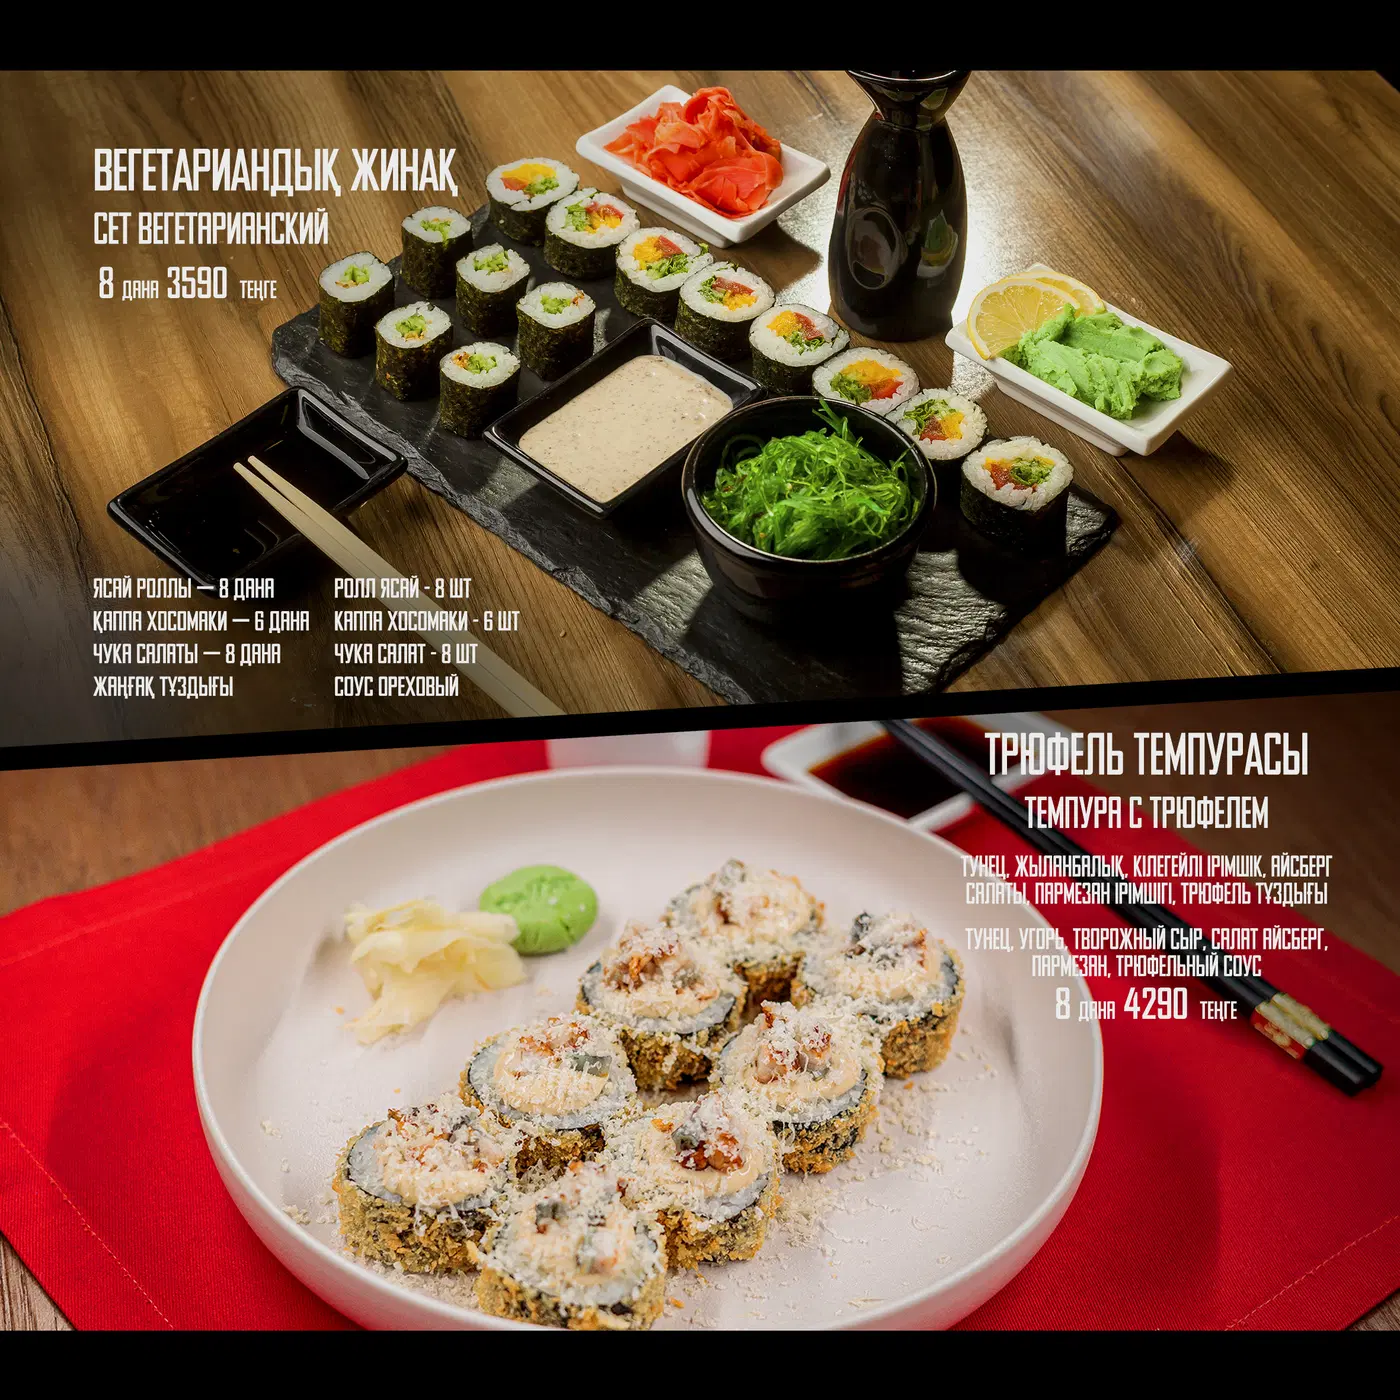 ВЕГЕТАРИАНДЫҚ ЖИНАҚ
СЕТ ВЕГЕТАРИАНСКИЙ
8 ДАНА 3590 ТЕҢГЕ
ЯСАЙ РОЛЛЫ — 8 ДАНА
ҚАППА ХОСОМАКИ — 6 ДАНА
ЧУКА САЛАТЫ — 8 ДАНА
ЖАҢҒАҚ ТҰЗДЫҒЫ
РОЛЛ ЯСАЙ - 8 ШТ
КАППА ХОСОМАКИ - 6 ШТ
ЧУКА САЛАТ - 8 ШТ
СОУС ОРЕХОВЫЙ
ТРЮФЕЛЬ ТЕМПУРАСЫ
ТЕМПУРА С ТРЮФЕЛЕМ
ТУНЕЦ, ЖЫЛАНБАЛЫҚ, КІЛЕГЕЙЛІ ІРІМШІК, АЙСБЕРГ
САЛАТЫ, ПАРМЕЗАН ІРІМШІГІ, ТРЮФЕЛЬ ТҰЗДЫҒЫ
ТУНЕЦ, УГОРЬ, ТВОРОЖНЫЙ СЫР, САЛАТ АЙСБЕРГ,
ПАРМЕЗАН, ТРЮФЕЛЬНЫЙ СОУС
8 ДАНА 4290 ТЕҢГЕ